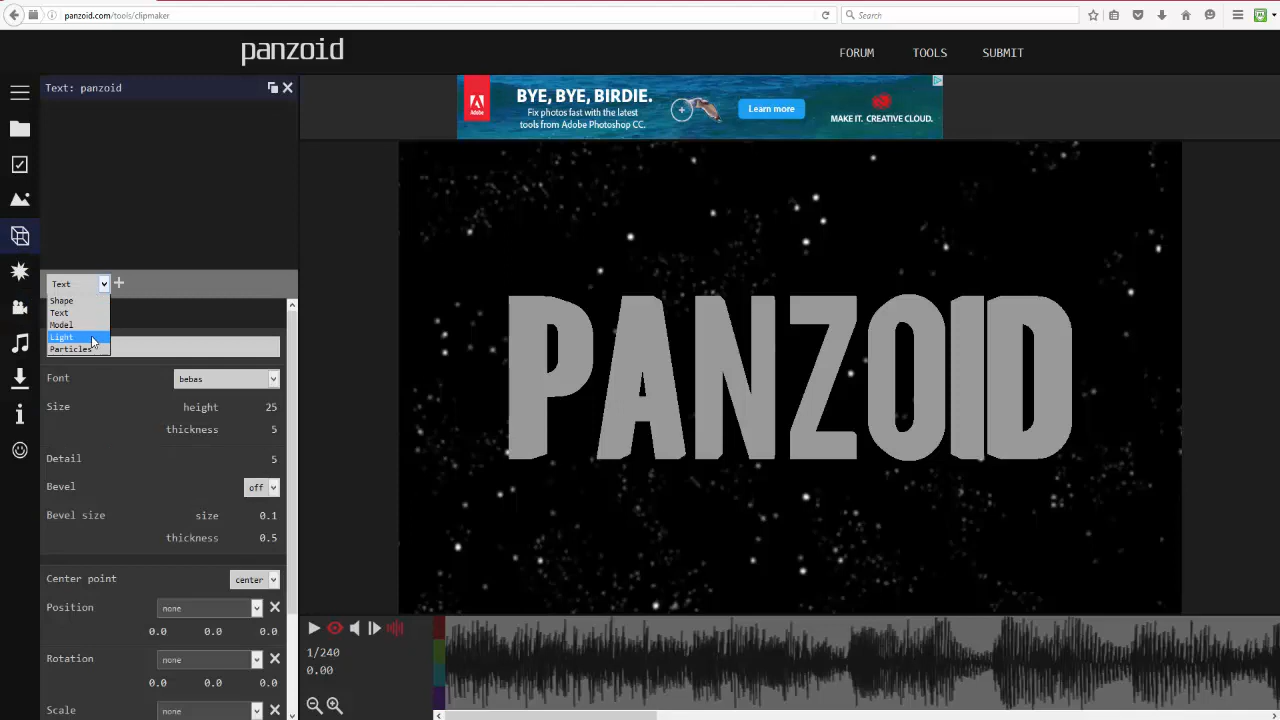 panzoid.com/tools/clipmaker
Search
panzoid
FORUM
TOOLS
SUBMIT
Text: panzoid
BYE, BYE, BIRDIE.
Fix photos fast with the latest
tools from Adobe Photoshop CC.
Learn more
Adobe
MAKE IT. CREATIVE CLOUD.
Text
Shape
Text
Model
Light
Particles
Font bebas
Size height 25
thickness 5
Detail 5
Bevel off
Bevel size size 0.1
thickness 0.5
Center point center
Position none
0.0 0.0 0.0
Rotation none
0.0 0.0 0.0
Scale none
PANZOID
1/240
0.00